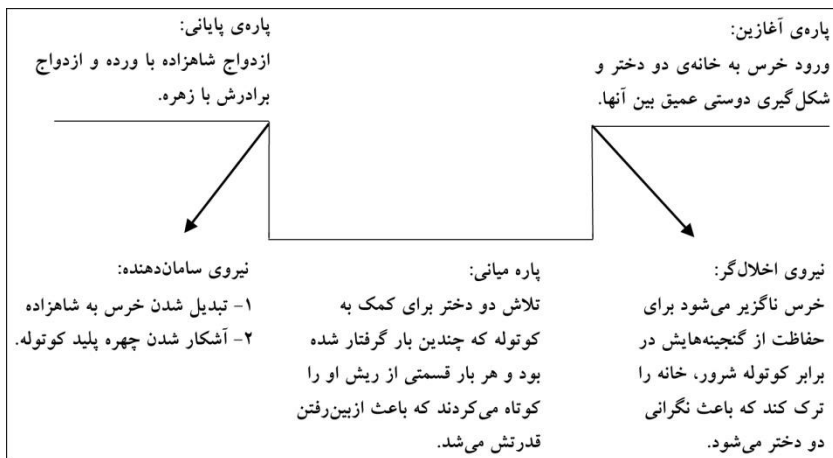 پاره‌ی آغازین:
ورود خرس به خانه‌ی دو دختر و
شکل‌گیری دوستی عمیق بین آنها.
پاره‌ی پایانی:
ازدواج شاهزاده با ورده و ازدواج
برادرش با زهره.
نیروی اخلال‌گر:
خرس ناگزیر می‌شود برای
حفاظت از گنجینه‌هایش در
برابر کوتوله شرور، خانه را
ترک کند که باعث نگرانی
دو دختر می‌شود.
پاره میانی:
تلاش دو دختر برای کمک به
کوتوله که چندین بار گرفتار شده
بود و هر بار قسمتی از ریش او را
کوتاه می‌کردند که باعث ازبین‌رفتن
قدرتش می‌شد.
نیروی سامان‌دهنده:
۱- تبدیل شدن خرس به شاهزاده
۲- آشکار شدن چهره پلید کوتوله.